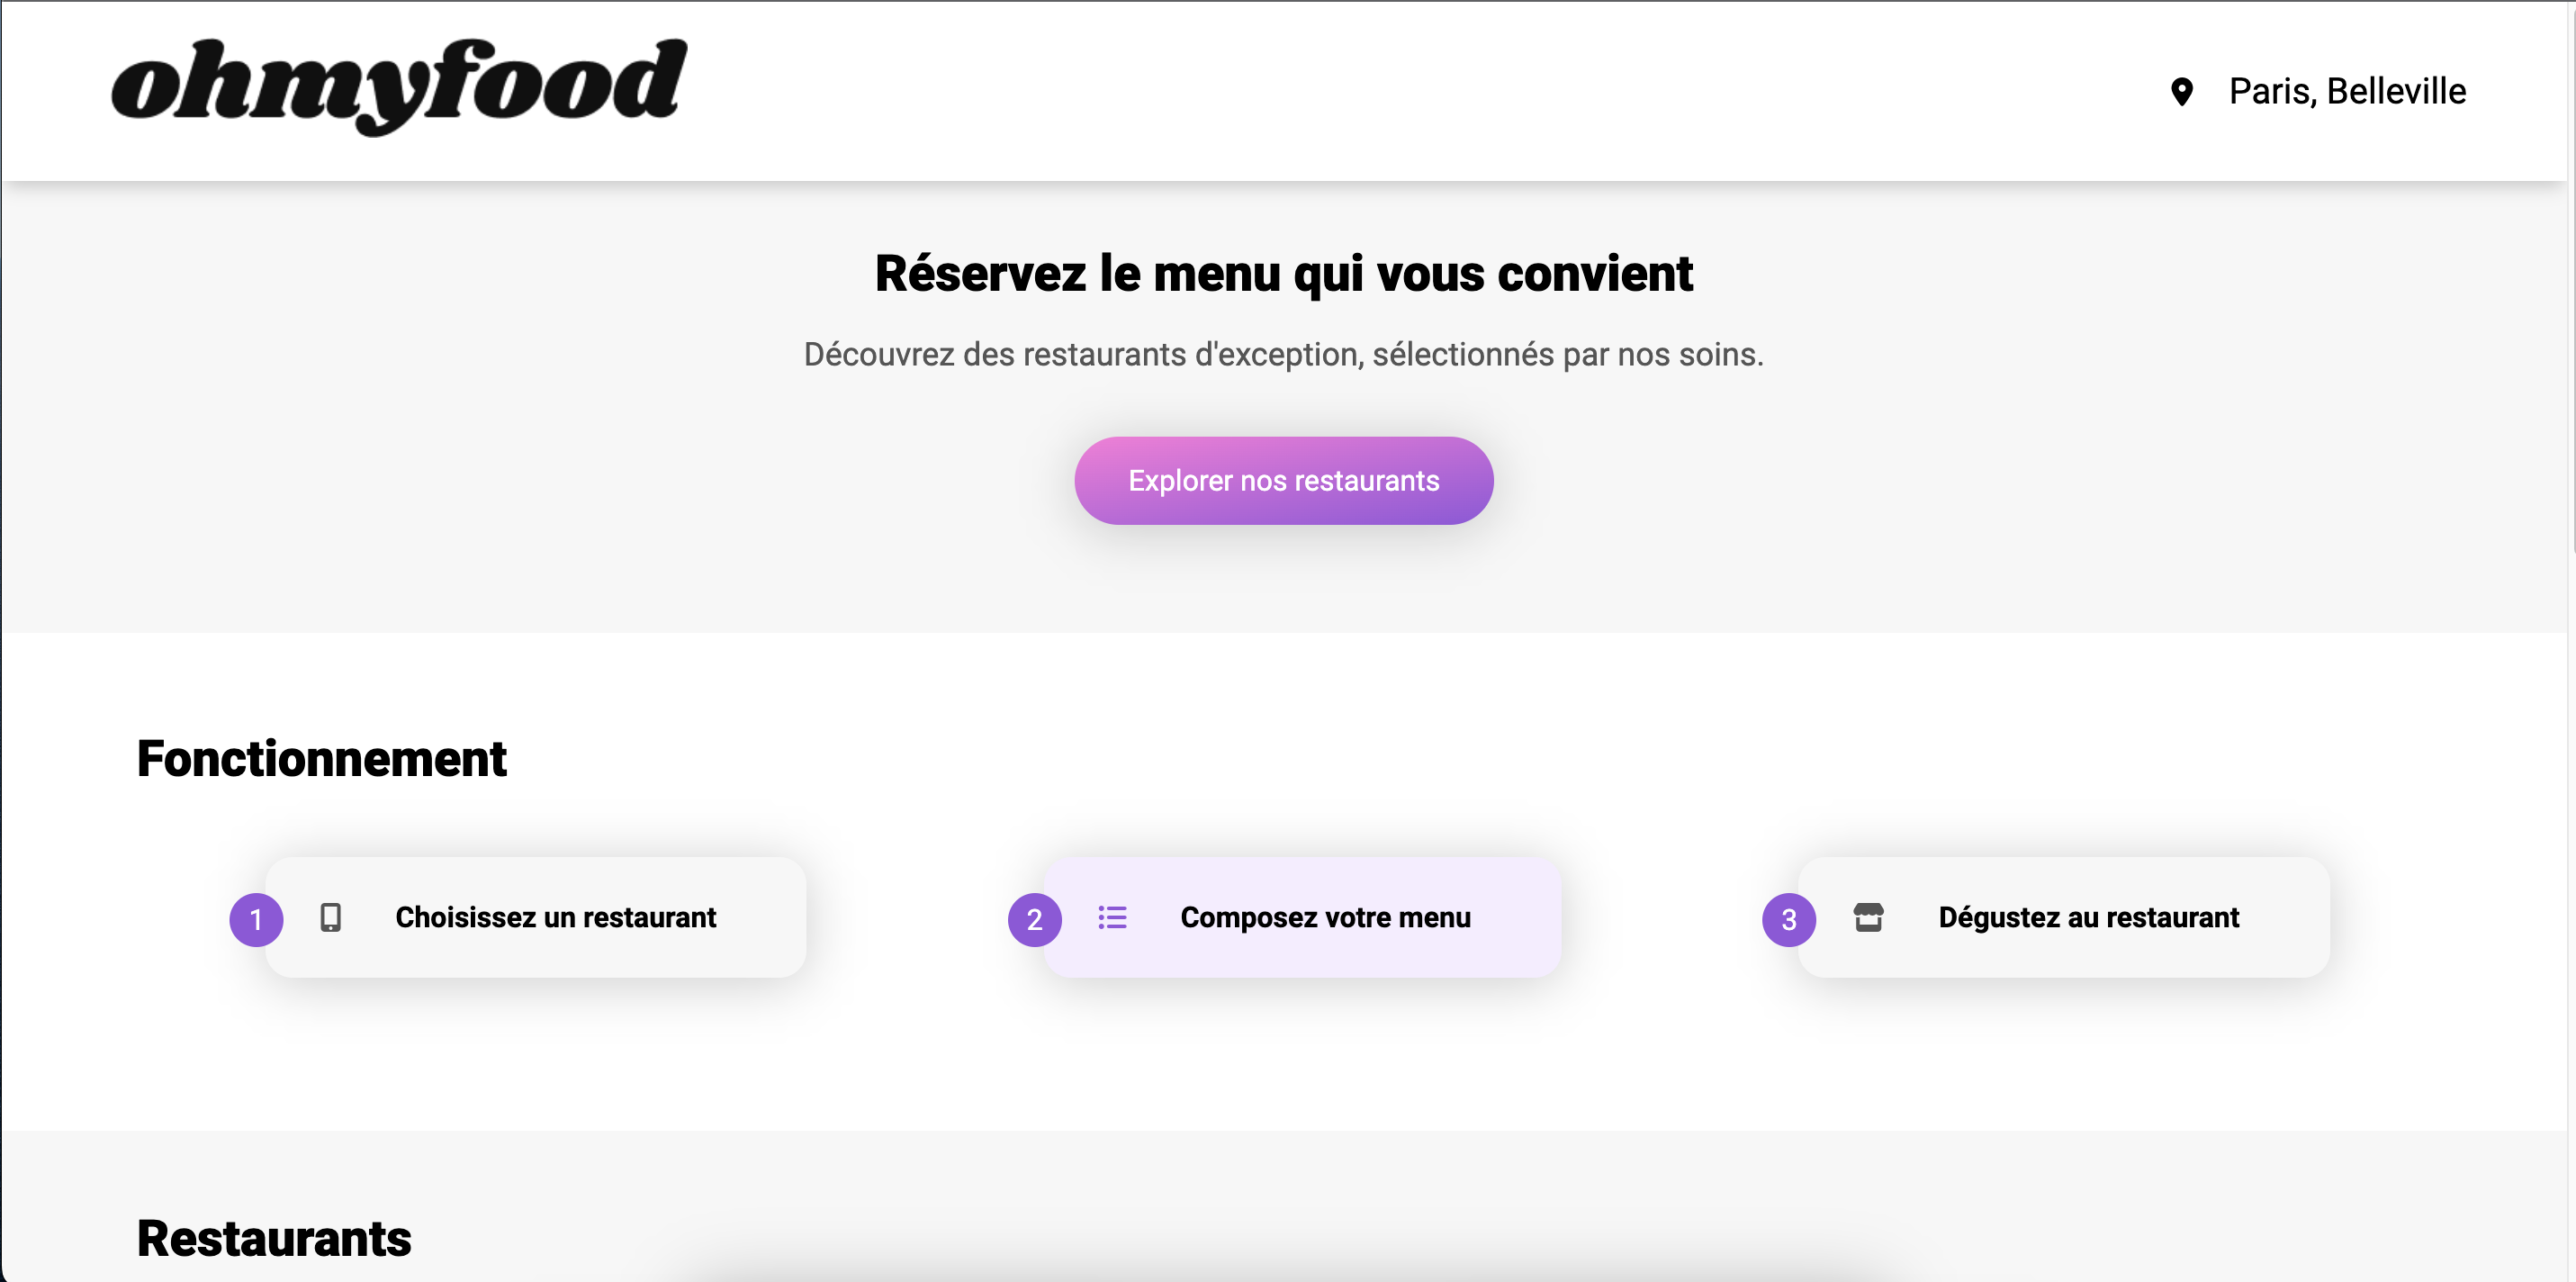 ohmyfood
Paris, Belleville
Réservez le menu qui vous convient
Découvrez des restaurants d'exception, sélectionnés par nos soins.
Explorer nos restaurants
Fonctionnement
1 Choisissez un restaurant
2 Composez votre menu
3 Dégustez au restaurant
Restaurants